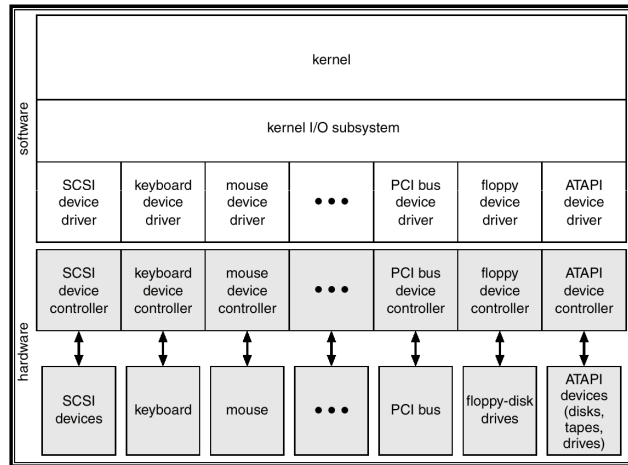 kernel
software
kernel I/O subsystem
SCSI
device
driver
keyboard
device
driver
mouse
device
driver
•••
PCI bus
device
driver
floppy
device
driver
ATAPI
device
driver
hardware
SCSI
device
controller
keyboard
device
controller
mouse
device
controller
•••
PCI bus
device
controller
floppy
device
controller
ATAPI
device
controller
SCSI
devices
keyboard
mouse
•••
PCI bus
floppy-disk
drives
ATAPI
devices
(disks,
tapes,
drives)